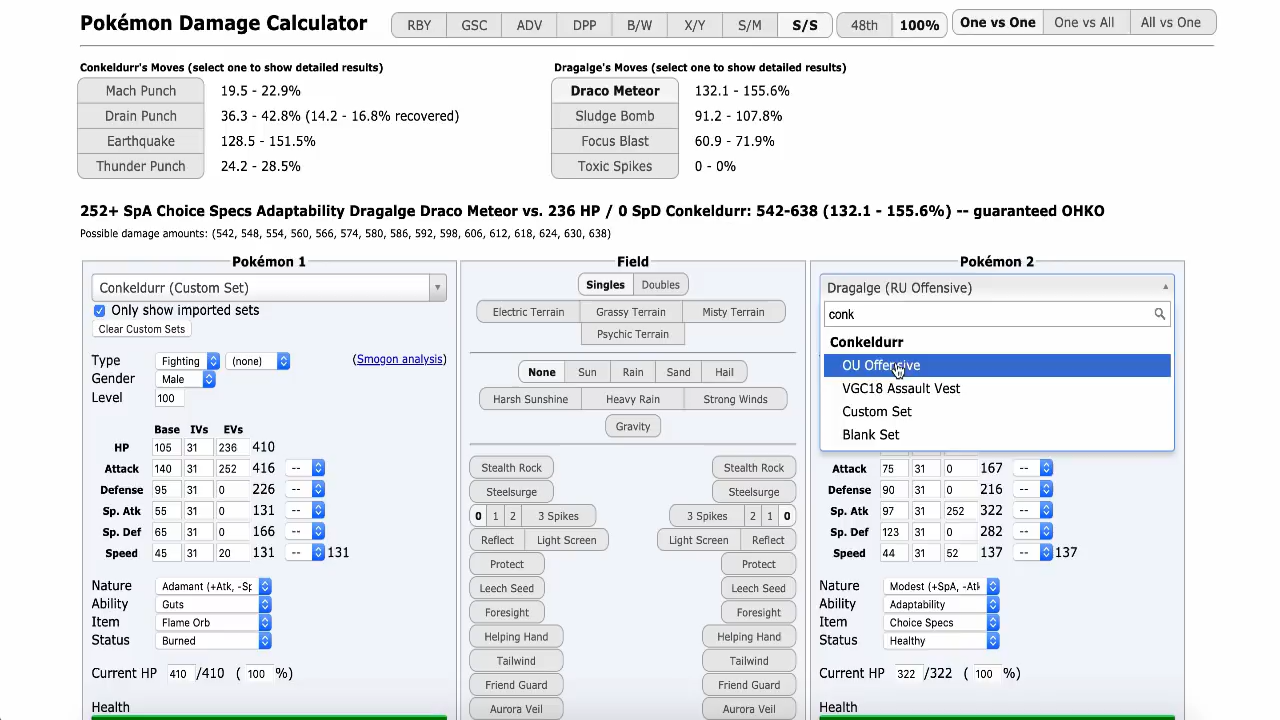 Pokémon Damage Calculator RBY GSC ADV DPP B/W X/Y S/M S/S 48th 100% One vs One One vs All All vs One
Conkeldurr's Moves (select one to show detailed results) Dragalge's Moves (select one to show detailed results)
Mach Punch 19.5 - 22.9% Draco Meteor 132.1 - 155.6%
Drain Punch 36.3 - 42.8% (14.2 - 16.8% recovered) Sludge Bomb 91.2 - 107.8%
Earthquake 128.5 - 151.5% Focus Blast 60.9 - 71.9%
Thunder Punch 24.2 - 28.5% Toxic Spikes 0 - 0%
252+ SpA Choice Specs Adaptability Dragalge Draco Meteor vs. 236 HP / 0 SpD Conkeldurr: 542-638 (132.1 - 155.6%) -- guaranteed OHKO
Possible damage amounts: (542, 548, 554, 560, 566, 574, 580, 586, 592, 598, 606, 612, 618, 624, 630, 638)
Pokémon 1
Conkeldurr (Custom Set)
Only show imported sets
Clear Custom Sets
Type Fighting (none) (Smogon analysis)
Gender Male
Level 100
Base IVs EVs
HP 105 31 236 410
Attack 140 31 252 416 --
Defense 95 31 0 226 --
Sp. Atk 55 31 0 131 --
Sp. Def 65 31 0 166 --
Speed 45 31 20 131 -- 131
Nature Adamant (+Atk, -Sp
Ability Guts
Item Flame Orb
Status Burned
Current HP 410 /410 ( 100 %)
Health
Field
Singles Doubles
Electric Terrain Grassy Terrain Misty Terrain
Psychic Terrain
None Sun Rain Sand Hail
Harsh Sunshine Heavy Rain Strong Winds
Gravity
Stealth Rock Stealth Rock
Steelsurge Steelsurge
0 1 2 3 Spikes 3 Spikes 2 1 0
Reflect Light Screen Light Screen Reflect
Protect Protect
Leech Seed Leech Seed
Foresight Foresight
Helping Hand Helping Hand
Tailwind Tailwind
Friend Guard Friend Guard
Aurora Veil Aurora Veil
Pokémon 2
Dragalge (RU Offensive)
conk
Conkeldurr
OU Offensive
VGC18 Assault Vest
Custom Set
Blank Set
Attack 75 31 0 167 --
Defense 90 31 0 216 --
Sp. Atk 97 31 252 322 --
Sp. Def 123 31 0 282 --
Speed 44 31 52 137 -- 137
Nature Modest (+SpA, -Atk
Ability Adaptability
Item Choice Specs
Status Healthy
Current HP 322 /322 ( 100 %)
Health